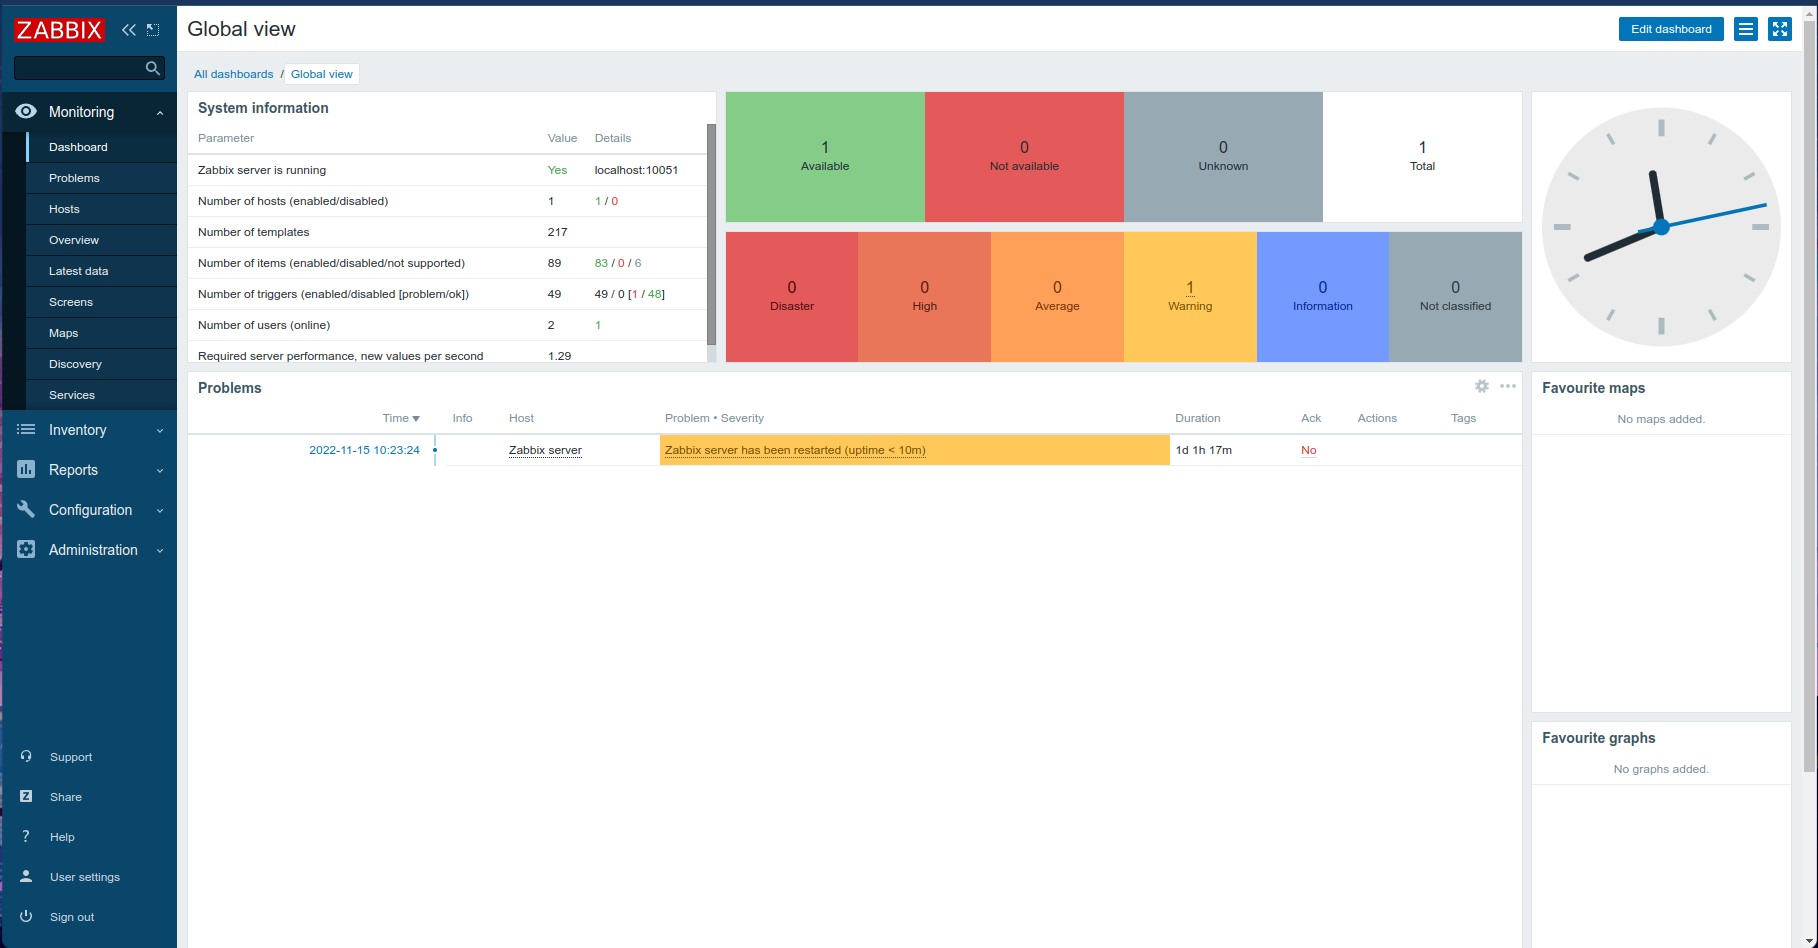 ZABBIX
Global view
Edit dashboard
All dashboards / Global view
Monitoring
Dashboard
Problems
Hosts
Overview
Latest data
Screens
Maps
Discovery
Services
Inventory
Reports
Configuration
Administration
Support
Z Share
? Help
User settings
Sign out
System information
Parameter Value Details
Zabbix server is running Yes localhost:10051
Number of hosts (enabled/disabled) 1 1 / 0
Number of templates 217
Number of items (enabled/disabled/not supported) 89 83 / 0 / 6
Number of triggers (enabled/disabled [problem/ok]) 49 49 / 0 [1 / 48]
Number of users (online) 2 1
Required server performance, new values per second 1.29
1 0 0 1
Available Not available Unknown Total
0 0 0 1 0 0
Disaster High Average Warning Information Not classified
Problems
Time Info Host Problem • Severity Duration Ack Actions Tags
2022-11-15 10:23:24 Zabbix server Zabbix server has been restarted (uptime < 10m) 1d 1h 17m No
Favourite maps
No maps added.
Favourite graphs
No graphs added.